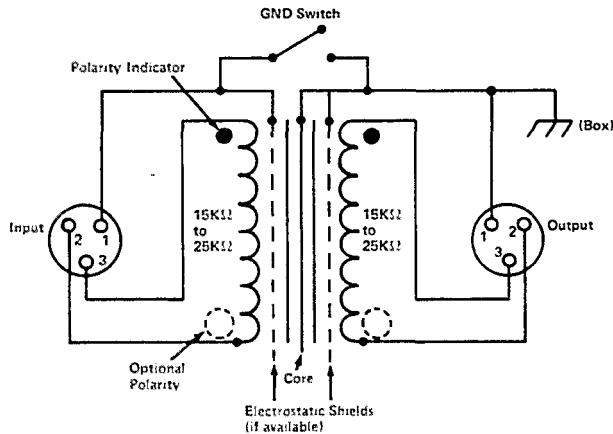 GND Switch
Polarity Indicator
(Box)
Input
2
1
3
15KΩ
to
25KΩ
15KΩ
to
25KΩ
1
2
3
Output
Optional
Polarity
Core
Electrostatic Shields
(if available)